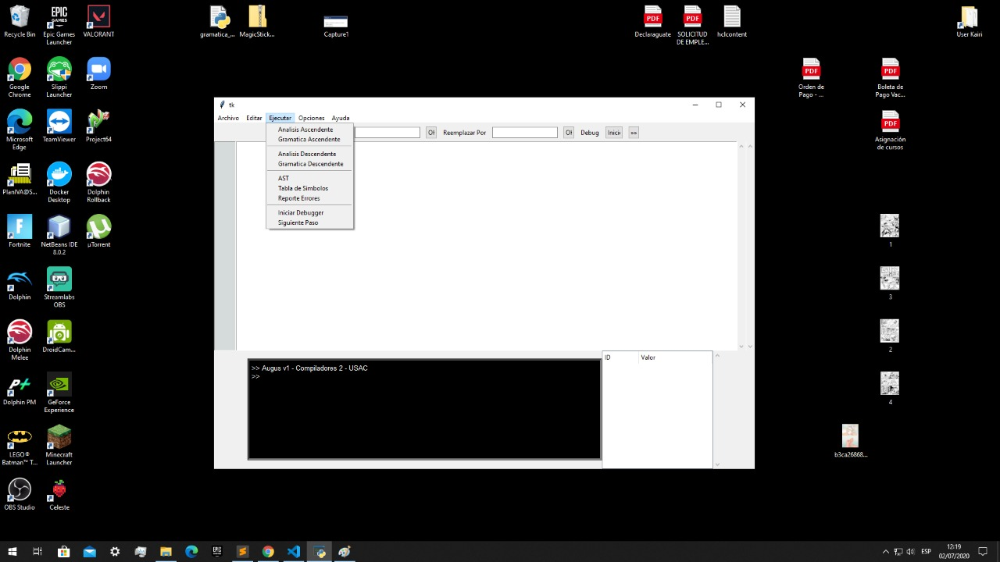 Recycle Bin
Epic Games
Launcher
VALORANT
gramatica_...
MagicStick...
Capture1
Declaraguate
SOLICITUD
DE EMPLE...
hclcontent
User Kairi
Google
Chrome
Slippi
Launcher
Zoom
Orden de
Pago - ...
Boleta de
Pago Vac...
Microsoft
Edge
TeamViewer
Project64
Asignación
de cursos
PlanIVA@S...
Docker
Desktop
Dolphin
Rollback
Fortnite
NetBeans IDE
8.0.2
µTorrent
1
Dolphin
Streamlabs
OBS
3
Dolphin
Melee
DroidCam...
2
Dolphin PM
GeForce
Experience
4
LEGO®
Batman™ T...
Minecraft
Launcher
b3ca26868...
OBS Studio
Celeste
tk
Archivo Editar Ejecutar Opciones Ayuda
Reemplazar Por Debug Inicia >>
Analisis Ascendente
Gramatica Ascendente
Analisis Descendente
Gramatica Descendente
AST
Tabla de Simbolos
Reporte Errores
Iniciar Debugger
Siguiente Paso
>> Augus v1 - Compiladores 2 - USAC
>>
ID Valor
ESP
12:19
02/07/2020